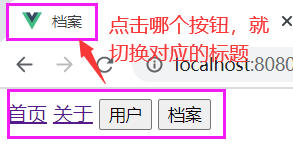 档案
点击哪个按钮，就
切换对应的标题
localhost:8080
首页 关于 用户 档案